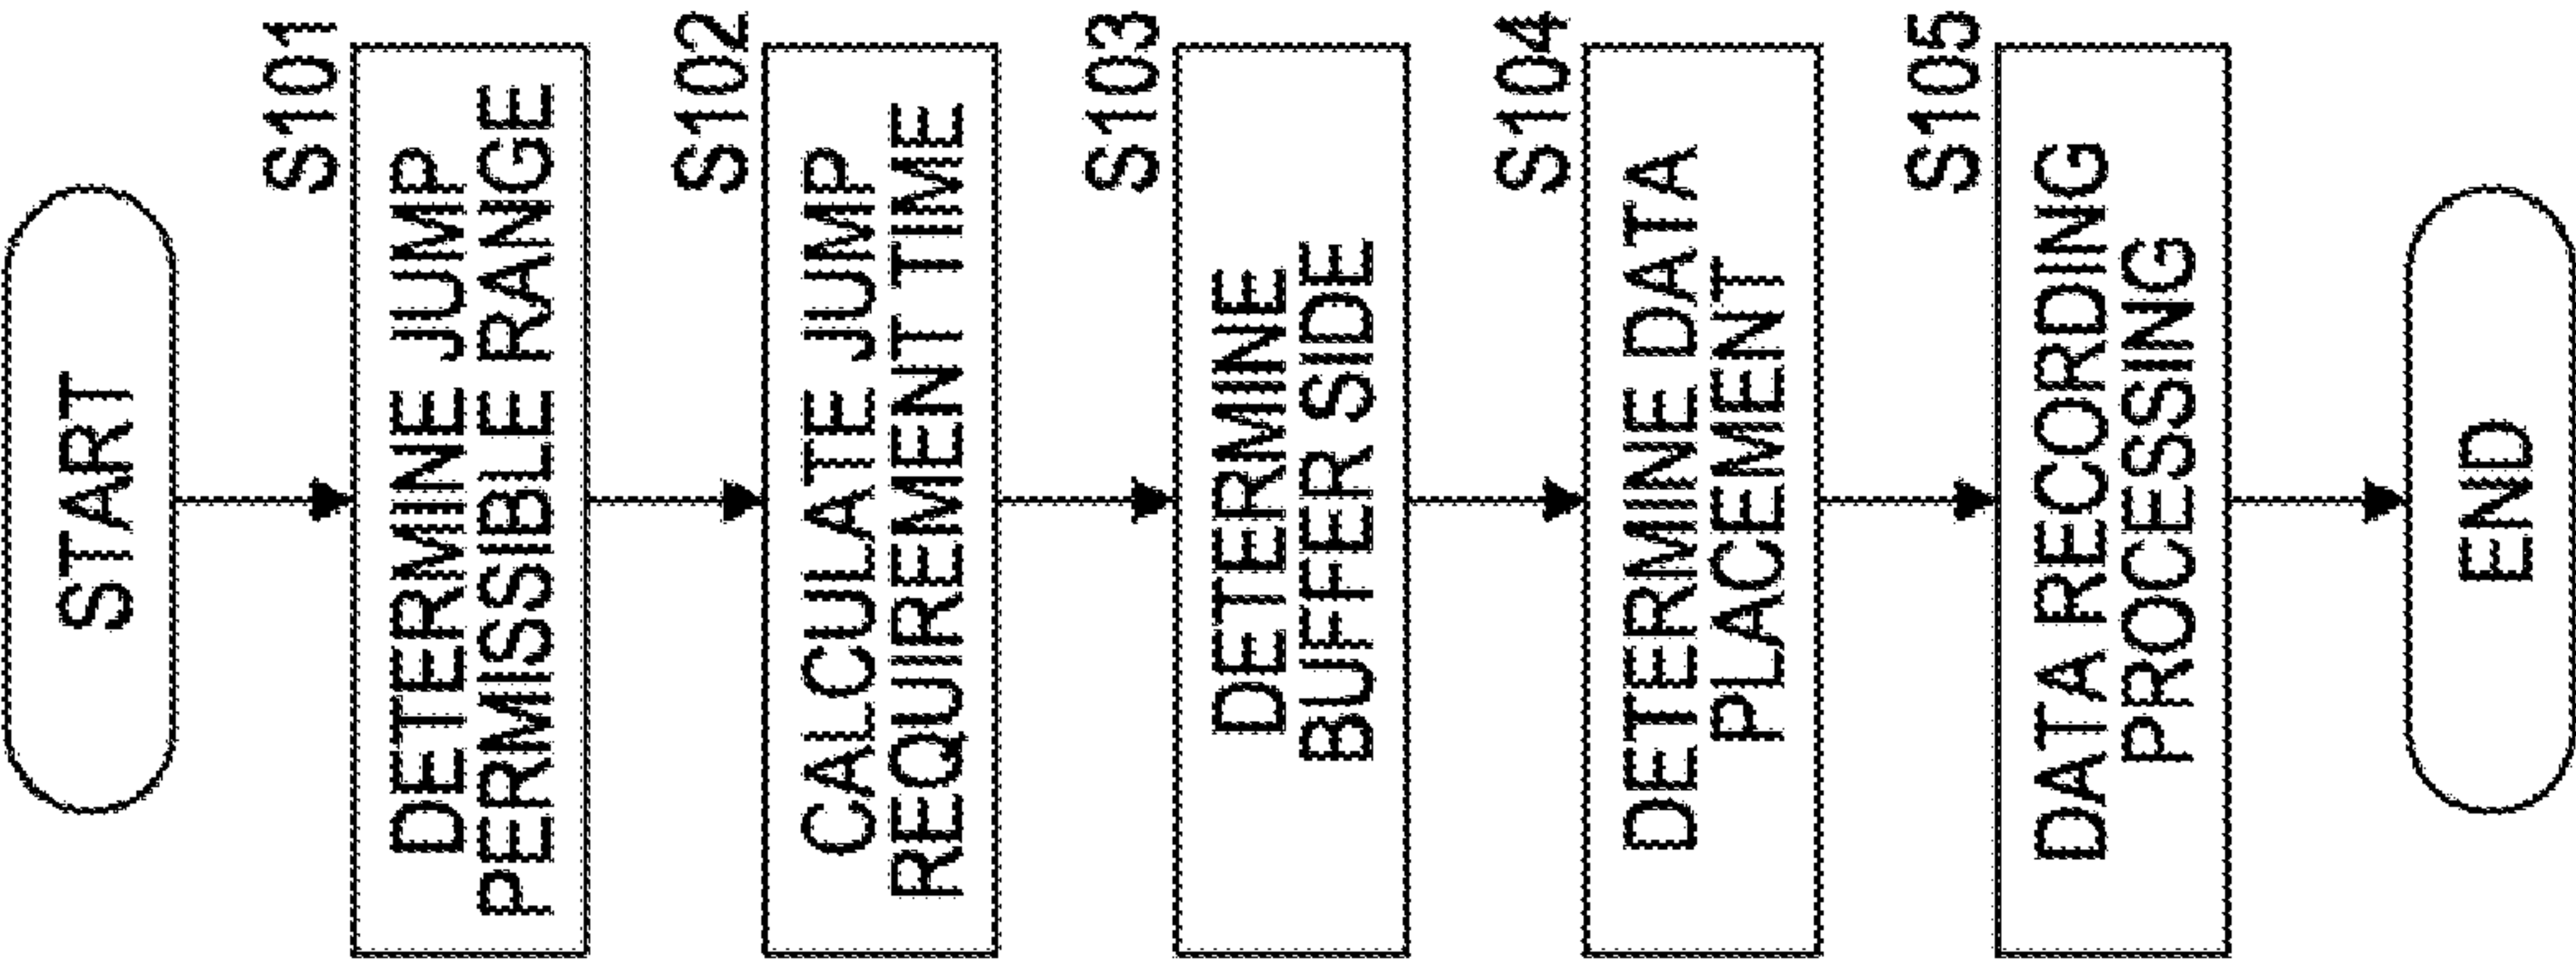 START
S101
DETERMINE JUMP
PERMISSIBLE RANGE
S102
CALCULATE JUMP
REQUIREMENT TIME
S103
DETERMINE
BUFFER SIDE
S104
DETERMINE DATA
PLACEMENT
S105
DATA RECORDING
PROCESSING
END